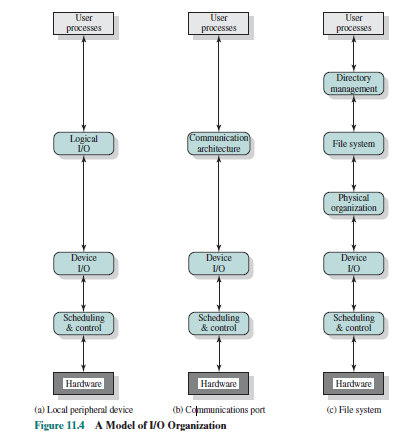 User
processes
User
processes
User
processes
Directory
management
Logical
I/O
Communication
architecture
File system
Physical
organization
Device
I/O
Device
I/O
Device
I/O
Scheduling
& control
Scheduling
& control
Scheduling
& control
Hardware
Hardware
Hardware
(a) Local peripheral device
(b) Communications port
(c) File system
Figure 11.4 A Model of I/O Organization